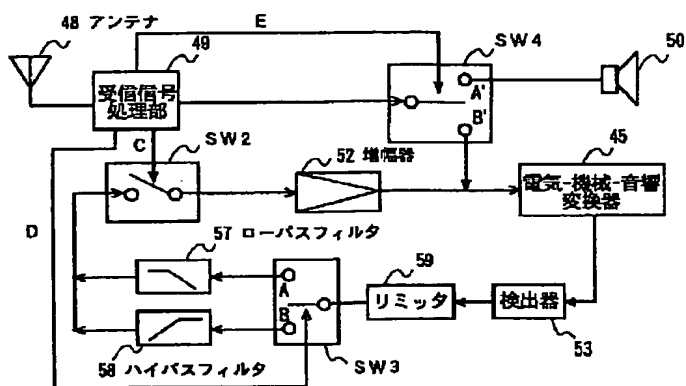 48 アンテナ
E
49
SW4
50
受信信号
処理部
A'
B'
C
SW2
52 増幅器
45
電気-機械-音響
変換器
D
57 ローパスフィルタ
59
A
リミッタ
検出器
B
53
58 ハイパスフィルタ
SW3